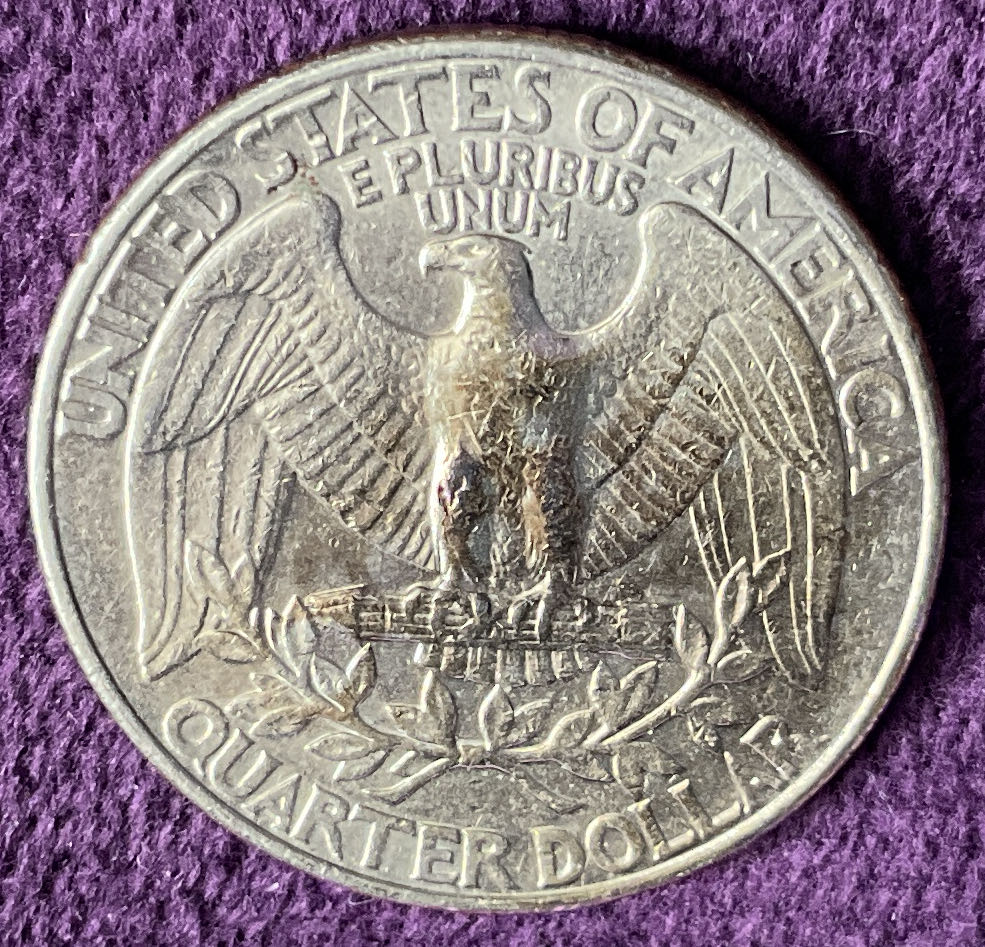 UNITED STATES OF AMERICA
E PLURIBUS
UNUM
QUARTER DOLLAR